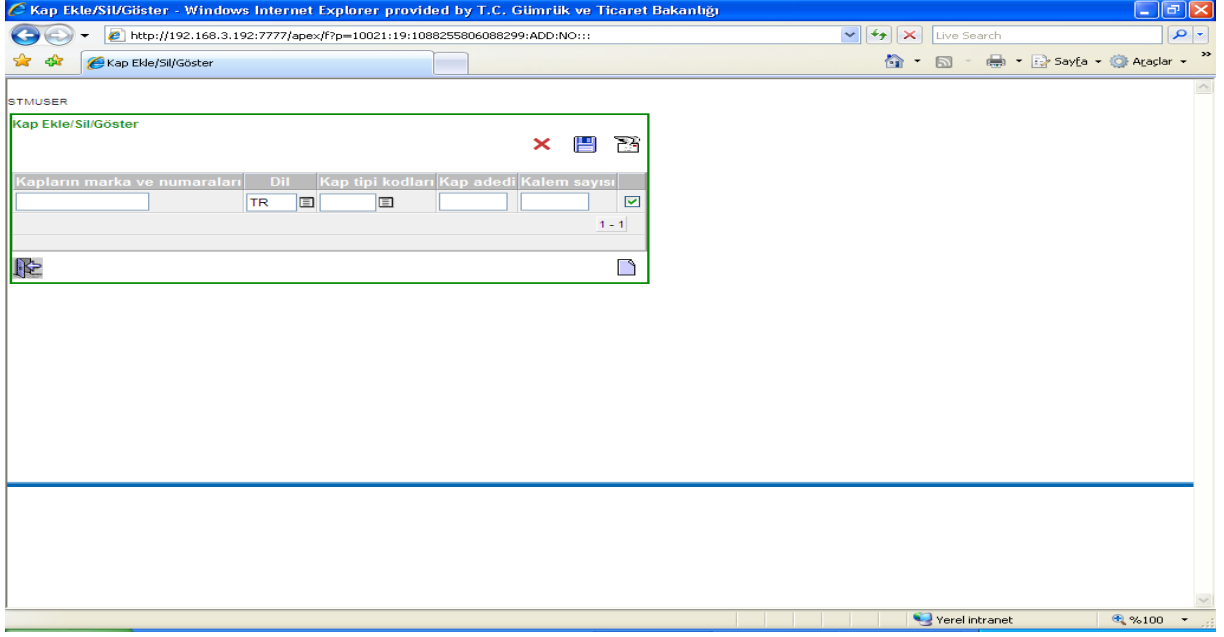 Kap Ekle/Sil/Göster - Windows Internet Explorer provided by T.C. Gümrük ve Ticaret Bakanlığı
http://192.168.3.192:7777/apex/f?p=10021:19:1088255806088299:ADD:NO:::
Live Search
Kap Ekle/Sil/Göster
Sayfa
Araçlar
STMUSER
Kap Ekle/Sil/Göster
Kapların marka ve numaraları Dil Kap tipi kodları Kap adedi Kalem sayısı
TR
1 - 1
Yerel intranet %100